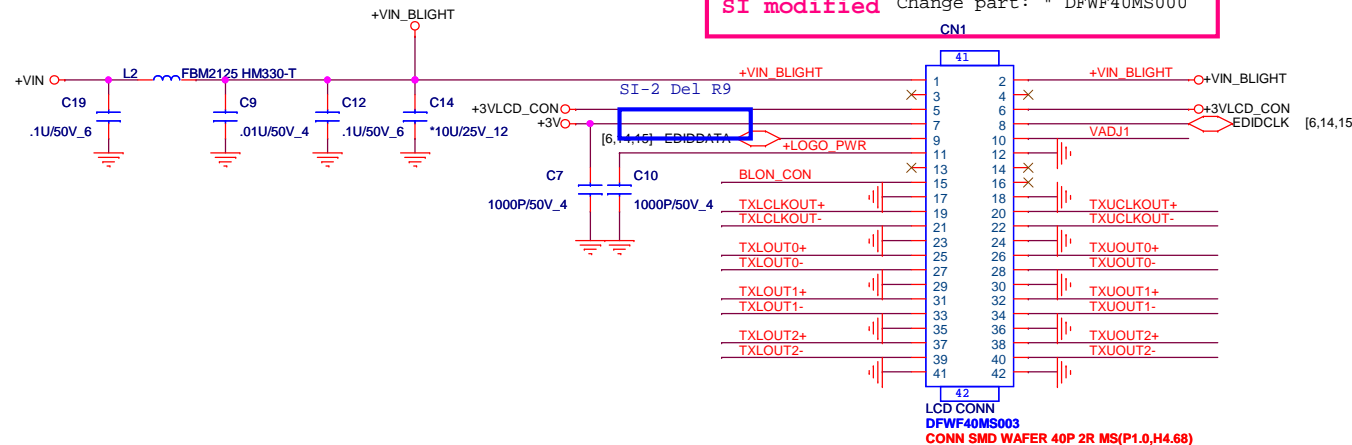 SI modified Change part: * DFWF40MS000
+VIN_BLIGHT
CN1
41
+VIN
L2
FBM2125 HM330-T
+VIN_BLIGHT
1
2
+VIN_BLIGHT
+VIN_BLIGHT
C19
.1U/50V_6
C9
.01U/50V_4
C12
.1U/50V_6
C14
*10U/25V_12
SI-2 Del R9
3
4
+3VLCD_CON
5
6
+3VLCD_CON
+3V
7
8
EDIDCLK [6,14,15
[6,14,15] EDIDDATA
9
10
VADJ1
+LOGO_PWR
11
12
13
14
C7
1000P/50V_4
C10
1000P/50V_4
BLON_CON
15
16
17
18
TXLCLKOUT+
19
20
TXUCLKOUT+
TXLCLKOUT-
21
22
TXUCLKOUT-
23
24
TXLOUT0+
25
26
TXUOUT0+
TXLOUT0-
27
28
TXUOUT0-
29
30
TXLOUT1+
31
32
TXUOUT1+
TXLOUT1-
33
34
TXUOUT1-
35
36
TXLOUT2+
37
38
TXUOUT2+
TXLOUT2-
39
40
TXUOUT2-
41
42
42
LCD CONN
DFWF40MS003
CONN SMD WAFER 40P 2R MS(P1.0,H4.68)